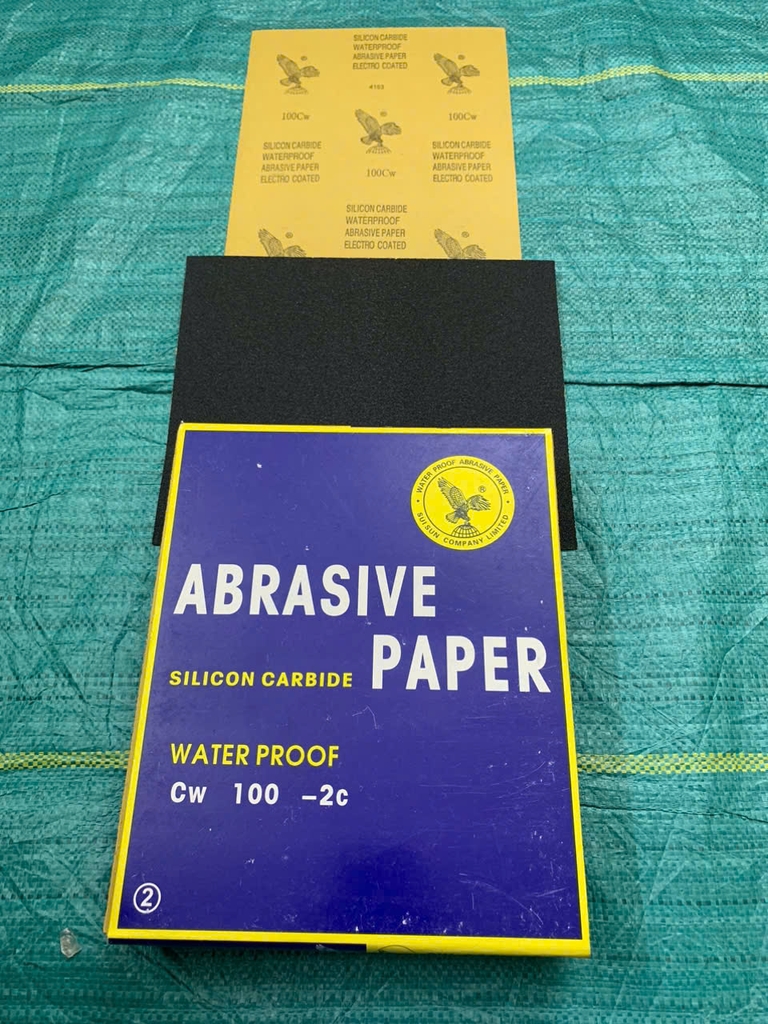 SILICON CARBIDE
WATERPROOF
ABRASIVE PAPER
ELECTRO COATED
®
®
4103
100Cw
®
100Cw
SILICON CARBIDE
WATERPROOF
ABRASIVE PAPER
ELECTRO COATED
100Cw
SILICON CARBIDE
WATERPROOF
ABRASIVE PAPER
ELECTRO COATED
SILICON CARBIDE
WATERPROOF
ABRASIVE PAPER
ELECTRO COATED
®
®
WATER PROOF ABRASIVE PAPER
®
SUISUN COMPANY LIMITED
ABRASIVE
PAPER
SILICON CARBIDE
WATER PROOF
Cw 100 -2c
2